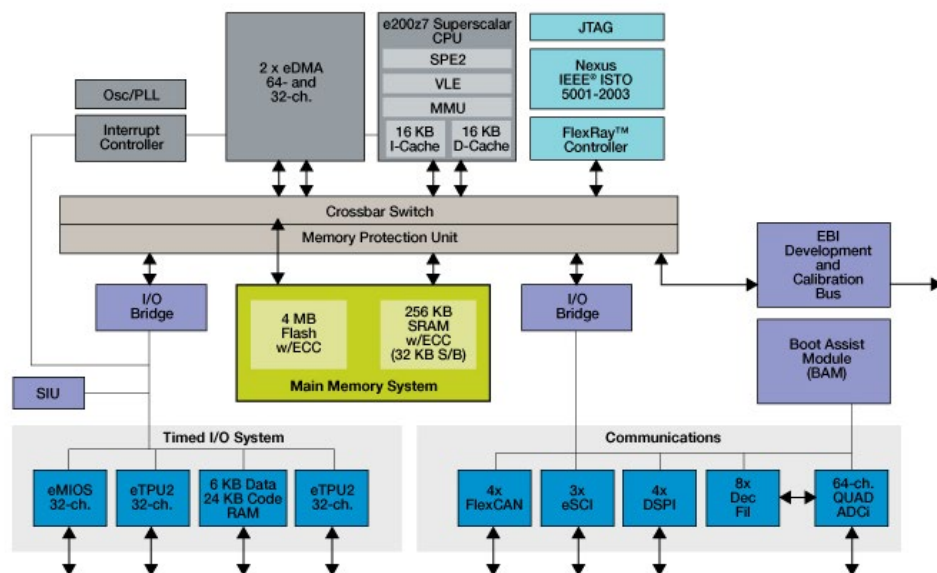 e200z7 Superscalar
CPU
SPE2
VLE
MMU
16 KB
I-Cache
16 KB
D-Cache
2 x eDMA
64- and
32-ch.
JTAG
Nexus
IEEE® ISTO
5001-2003
FlexRay™
Controller
Osc/PLL
Interrupt
Controller
Crossbar Switch
Memory Protection Unit
I/O
Bridge
4 MB
Flash
w/ECC
256 KB
SRAM
w/ECC
(32 KB S/B)
Main Memory System
I/O
Bridge
EBI
Development
and
Calibration
Bus
Boot Assist
Module
(BAM)
SIU
Timed I/O System
eMIOS
32-ch.
eTPU2
32-ch.
6 KB Data
24 KB Code
RAM
eTPU2
32-ch.
Communications
4x
FlexCAN
3x
eSCI
4x
DSPI
8x
Dec
Fil
64-ch.
QUAD
ADCi